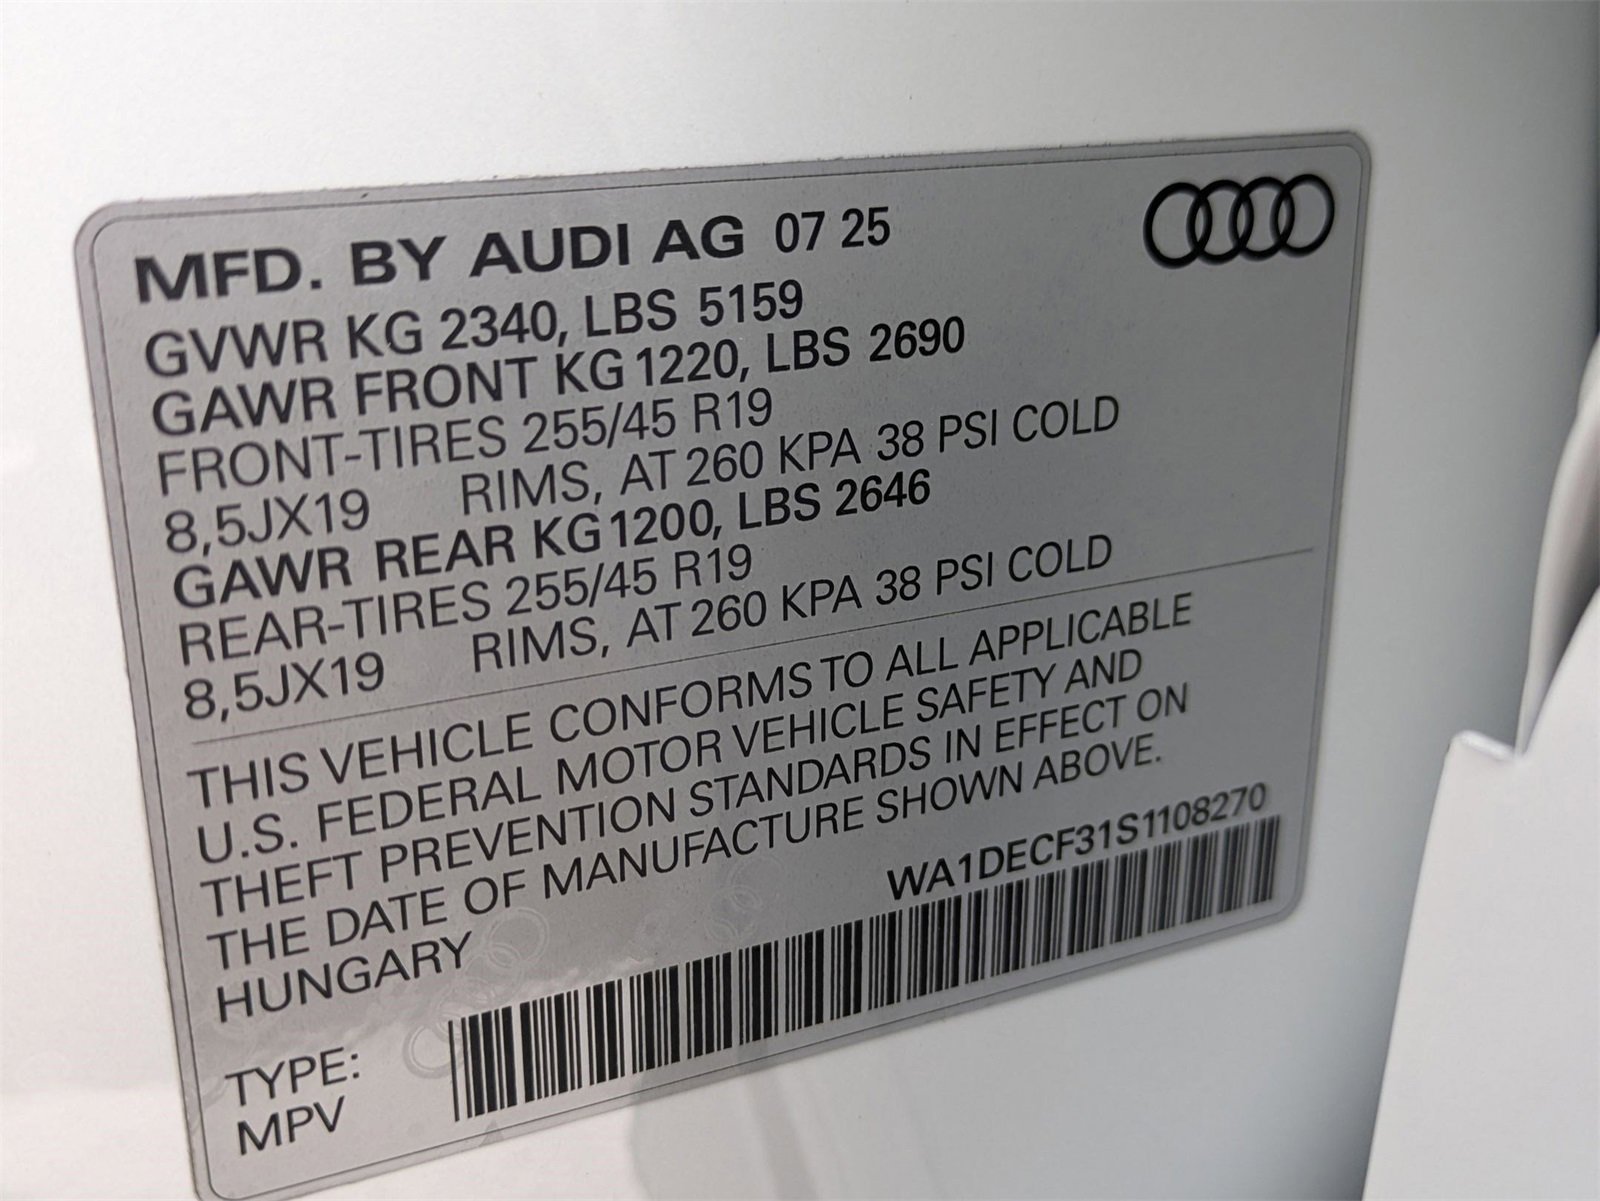 MFD. BY AUDI AG 07 25
GVWR KG 2340, LBS 5159
GAWR FRONT KG 1220, LBS 2690
FRONT-TIRES 255/45 R19
8,5JX19 RIMS, AT 260 KPA 38 PSI COLD
GAWR REAR KG 1200, LBS 2646
REAR-TIRES 255/45 R19
8,5JX19 RIMS, AT 260 KPA 38 PSI COLD
THIS VEHICLE CONFORMS TO ALL APPLICABLE
U.S. FEDERAL MOTOR VEHICLE SAFETY AND
THEFT PREVENTION STANDARDS IN EFFECT ON
THE DATE OF MANUFACTURE SHOWN ABOVE.
HUNGARY
WA1DECF31S1108270
TYPE:
MPV